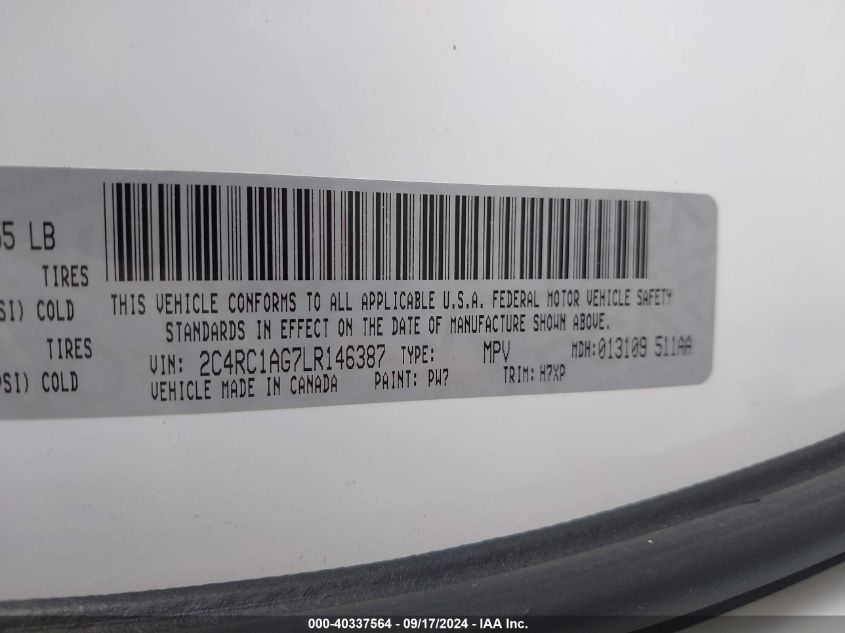 55 LB
TIRES
SI) COLD
TIRES
PSI) COLD
THIS VEHICLE CONFORMS TO ALL APPLICABLE U.S.A. FEDERAL MOTOR VEHICLE SAFETY
STANDARDS IN EFFECT ON THE DATE OF MANUFACTURE SHOWN ABOVE.
VIN: 2C4RC1AG7LR146387 TYPE: MPV MDH:013109 511AA
VEHICLE MADE IN CANADA PAINT: PW7 TRIM: H7XP
000-40337564 - 09/17/2024 - IAA Inc.